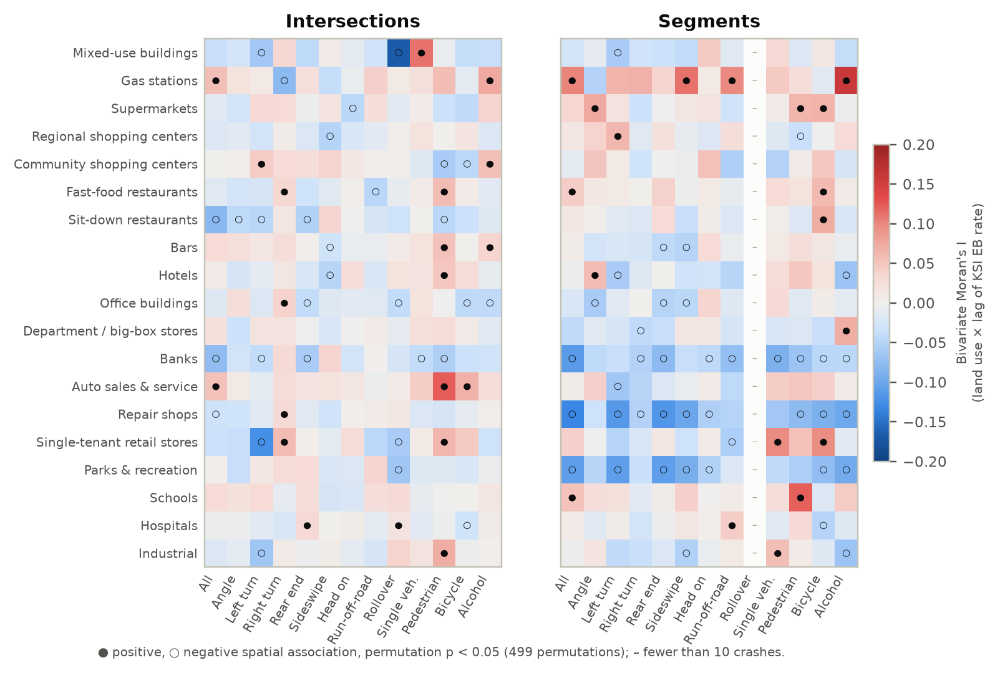 Intersections
Segments
Mixed-use buildings
Gas stations
Supermarkets
Regional shopping centers
Community shopping centers
Fast-food restaurants
Sit-down restaurants
Bars
Hotels
Office buildings
Department / big-box stores
Banks
Auto sales & service
Repair shops
Single-tenant retail stores
Parks & recreation
Schools
Hospitals
Industrial
All
Angle
Left turn
Right turn
Rear end
Sideswipe
Head on
Run-off-road
Rollover
Single veh.
Pedestrian
Bicycle
Alcohol
All
Angle
Left turn
Right turn
Rear end
Sideswipe
Head on
Run-off-road
Rollover
Single veh.
Pedestrian
Bicycle
Alcohol
0.20
0.15
0.10
0.05
0.00
−0.05
−0.10
−0.15
−0.20
Bivariate Moran's I
(land use × lag of KSI EB rate)
● positive, ○ negative spatial association, permutation p < 0.05 (499 permutations); – fewer than 10 crashes.